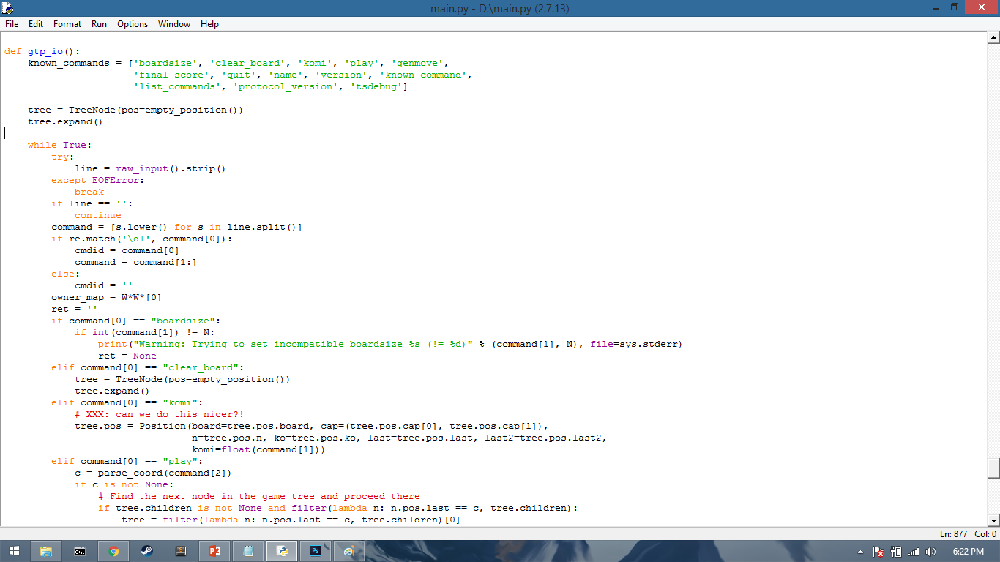 main.py - D:\main.py (2.7.13)
File Edit Format Run Options Window Help
def gtp_io():
    known_commands = ['boardsize', 'clear_board', 'komi', 'play', 'genmove',
                      'final_score', 'quit', 'name', 'version', 'known_command',
                      'list_commands', 'protocol_version', 'tsdebug']
    tree = TreeNode(pos=empty_position())
    tree.expand()
    while True:
        try:
            line = raw_input().strip()
        except EOFError:
            break
        if line == '':
            continue
        command = [s.lower() for s in line.split()]
        if re.match('\d+', command[0]):
            cmdid = command[0]
            command = command[1:]
        else:
            cmdid = ''
        owner_map = W*W*[0]
        ret = ''
        if command[0] == "boardsize":
            if int(command[1]) != N:
                print("Warning: Trying to set incompatible boardsize %s (!= %d)" % (command[1], N), file=sys.stderr)
                ret = None
        elif command[0] == "clear_board":
            tree = TreeNode(pos=empty_position())
            tree.expand()
        elif command[0] == "komi":
            # XXX: can we do this nicer?!
            tree.pos = Position(board=tree.pos.board, cap=(tree.pos.cap[0], tree.pos.cap[1]),
                                n=tree.pos.n, ko=tree.pos.ko, last=tree.pos.last, last2=tree.pos.last2,
                                komi=float(command[1]))
        elif command[0] == "play":
            c = parse_coord(command[2])
            if c is not None:
                # Find the next node in the game tree and proceed there
                if tree.children is not None and filter(lambda n: n.pos.last == c, tree.children):
                    tree = filter(lambda n: n.pos.last == c, tree.children)[0]
Ln: 877 Col: 0
C:\.
P3
Ps
6:22 PM